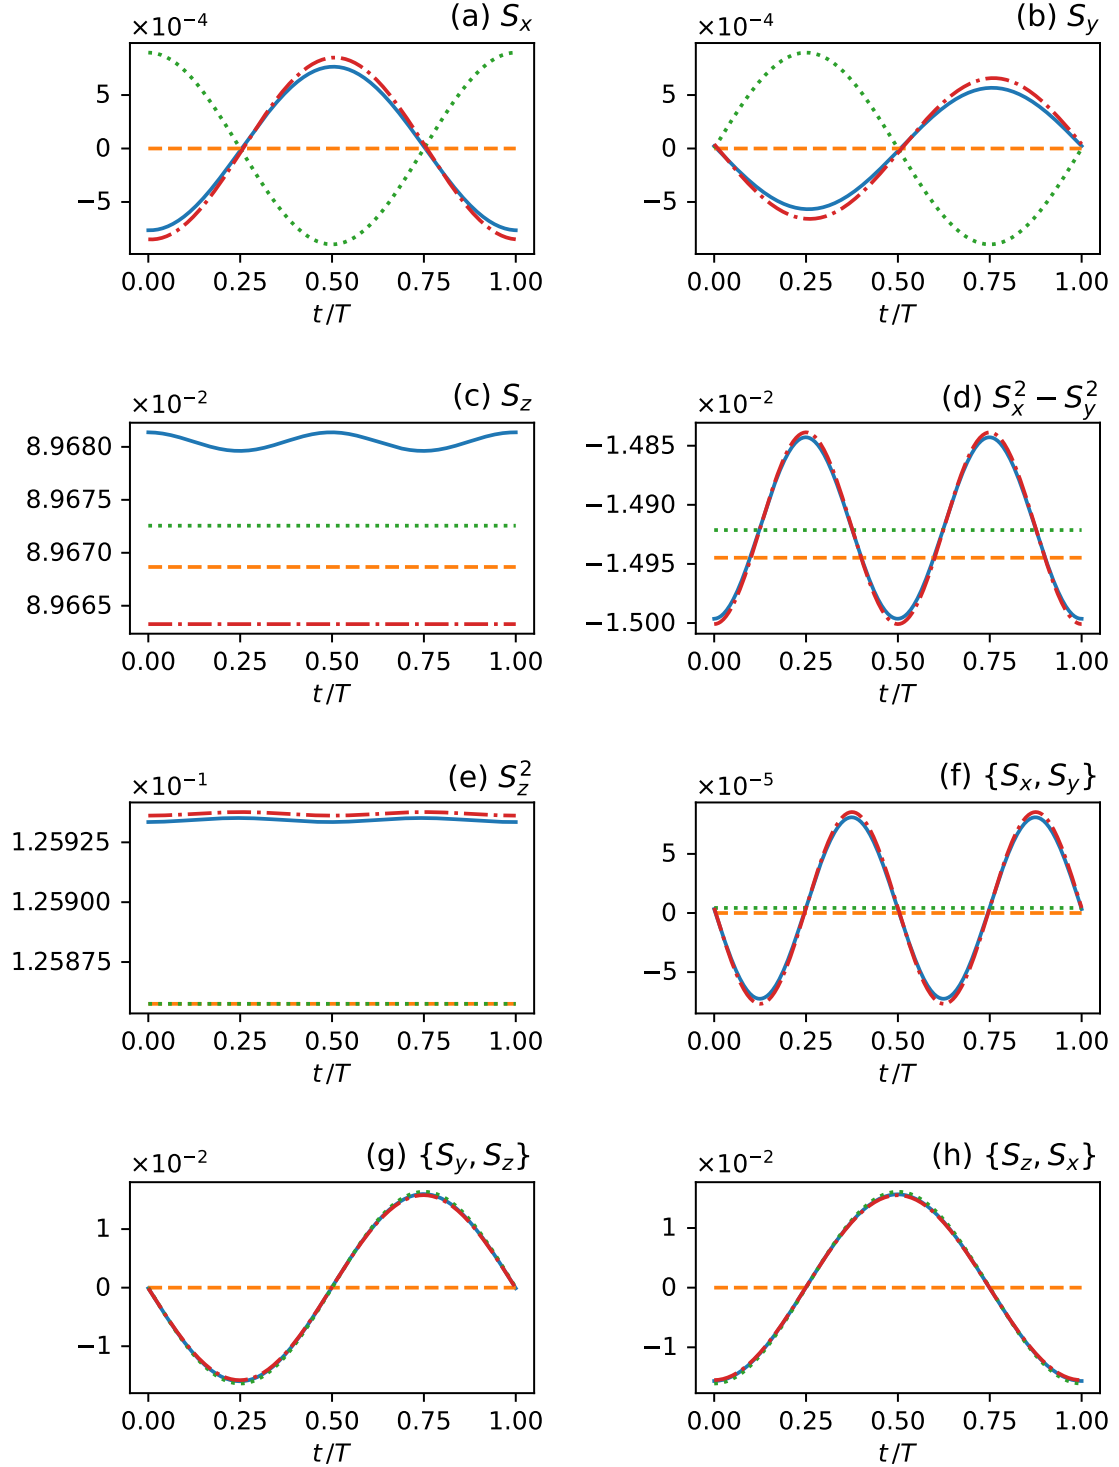 ×10⁻⁴ (a) Sₓ
5
0
−5
0.00 0.25 0.50 0.75 1.00
t/T
×10⁻⁴ (b) S_y
5
0
−5
0.00 0.25 0.50 0.75 1.00
t/T
×10⁻² (c) S_z
8.9680
8.9675
8.9670
8.9665
0.00 0.25 0.50 0.75 1.00
t/T
×10⁻² (d) S_x² − S_y²
−1.485
−1.490
−1.495
−1.500
0.00 0.25 0.50 0.75 1.00
t/T
×10⁻¹ (e) S_z²
1.25925
1.25900
1.25875
0.00 0.25 0.50 0.75 1.00
t/T
×10⁻⁵ (f) {S_x, S_y}
5
0
−5
0.00 0.25 0.50 0.75 1.00
t/T
×10⁻² (g) {S_y, S_z}
1
0
−1
0.00 0.25 0.50 0.75 1.00
t/T
×10⁻² (h) {S_z, S_x}
1
0
−1
0.00 0.25 0.50 0.75 1.00
t/T